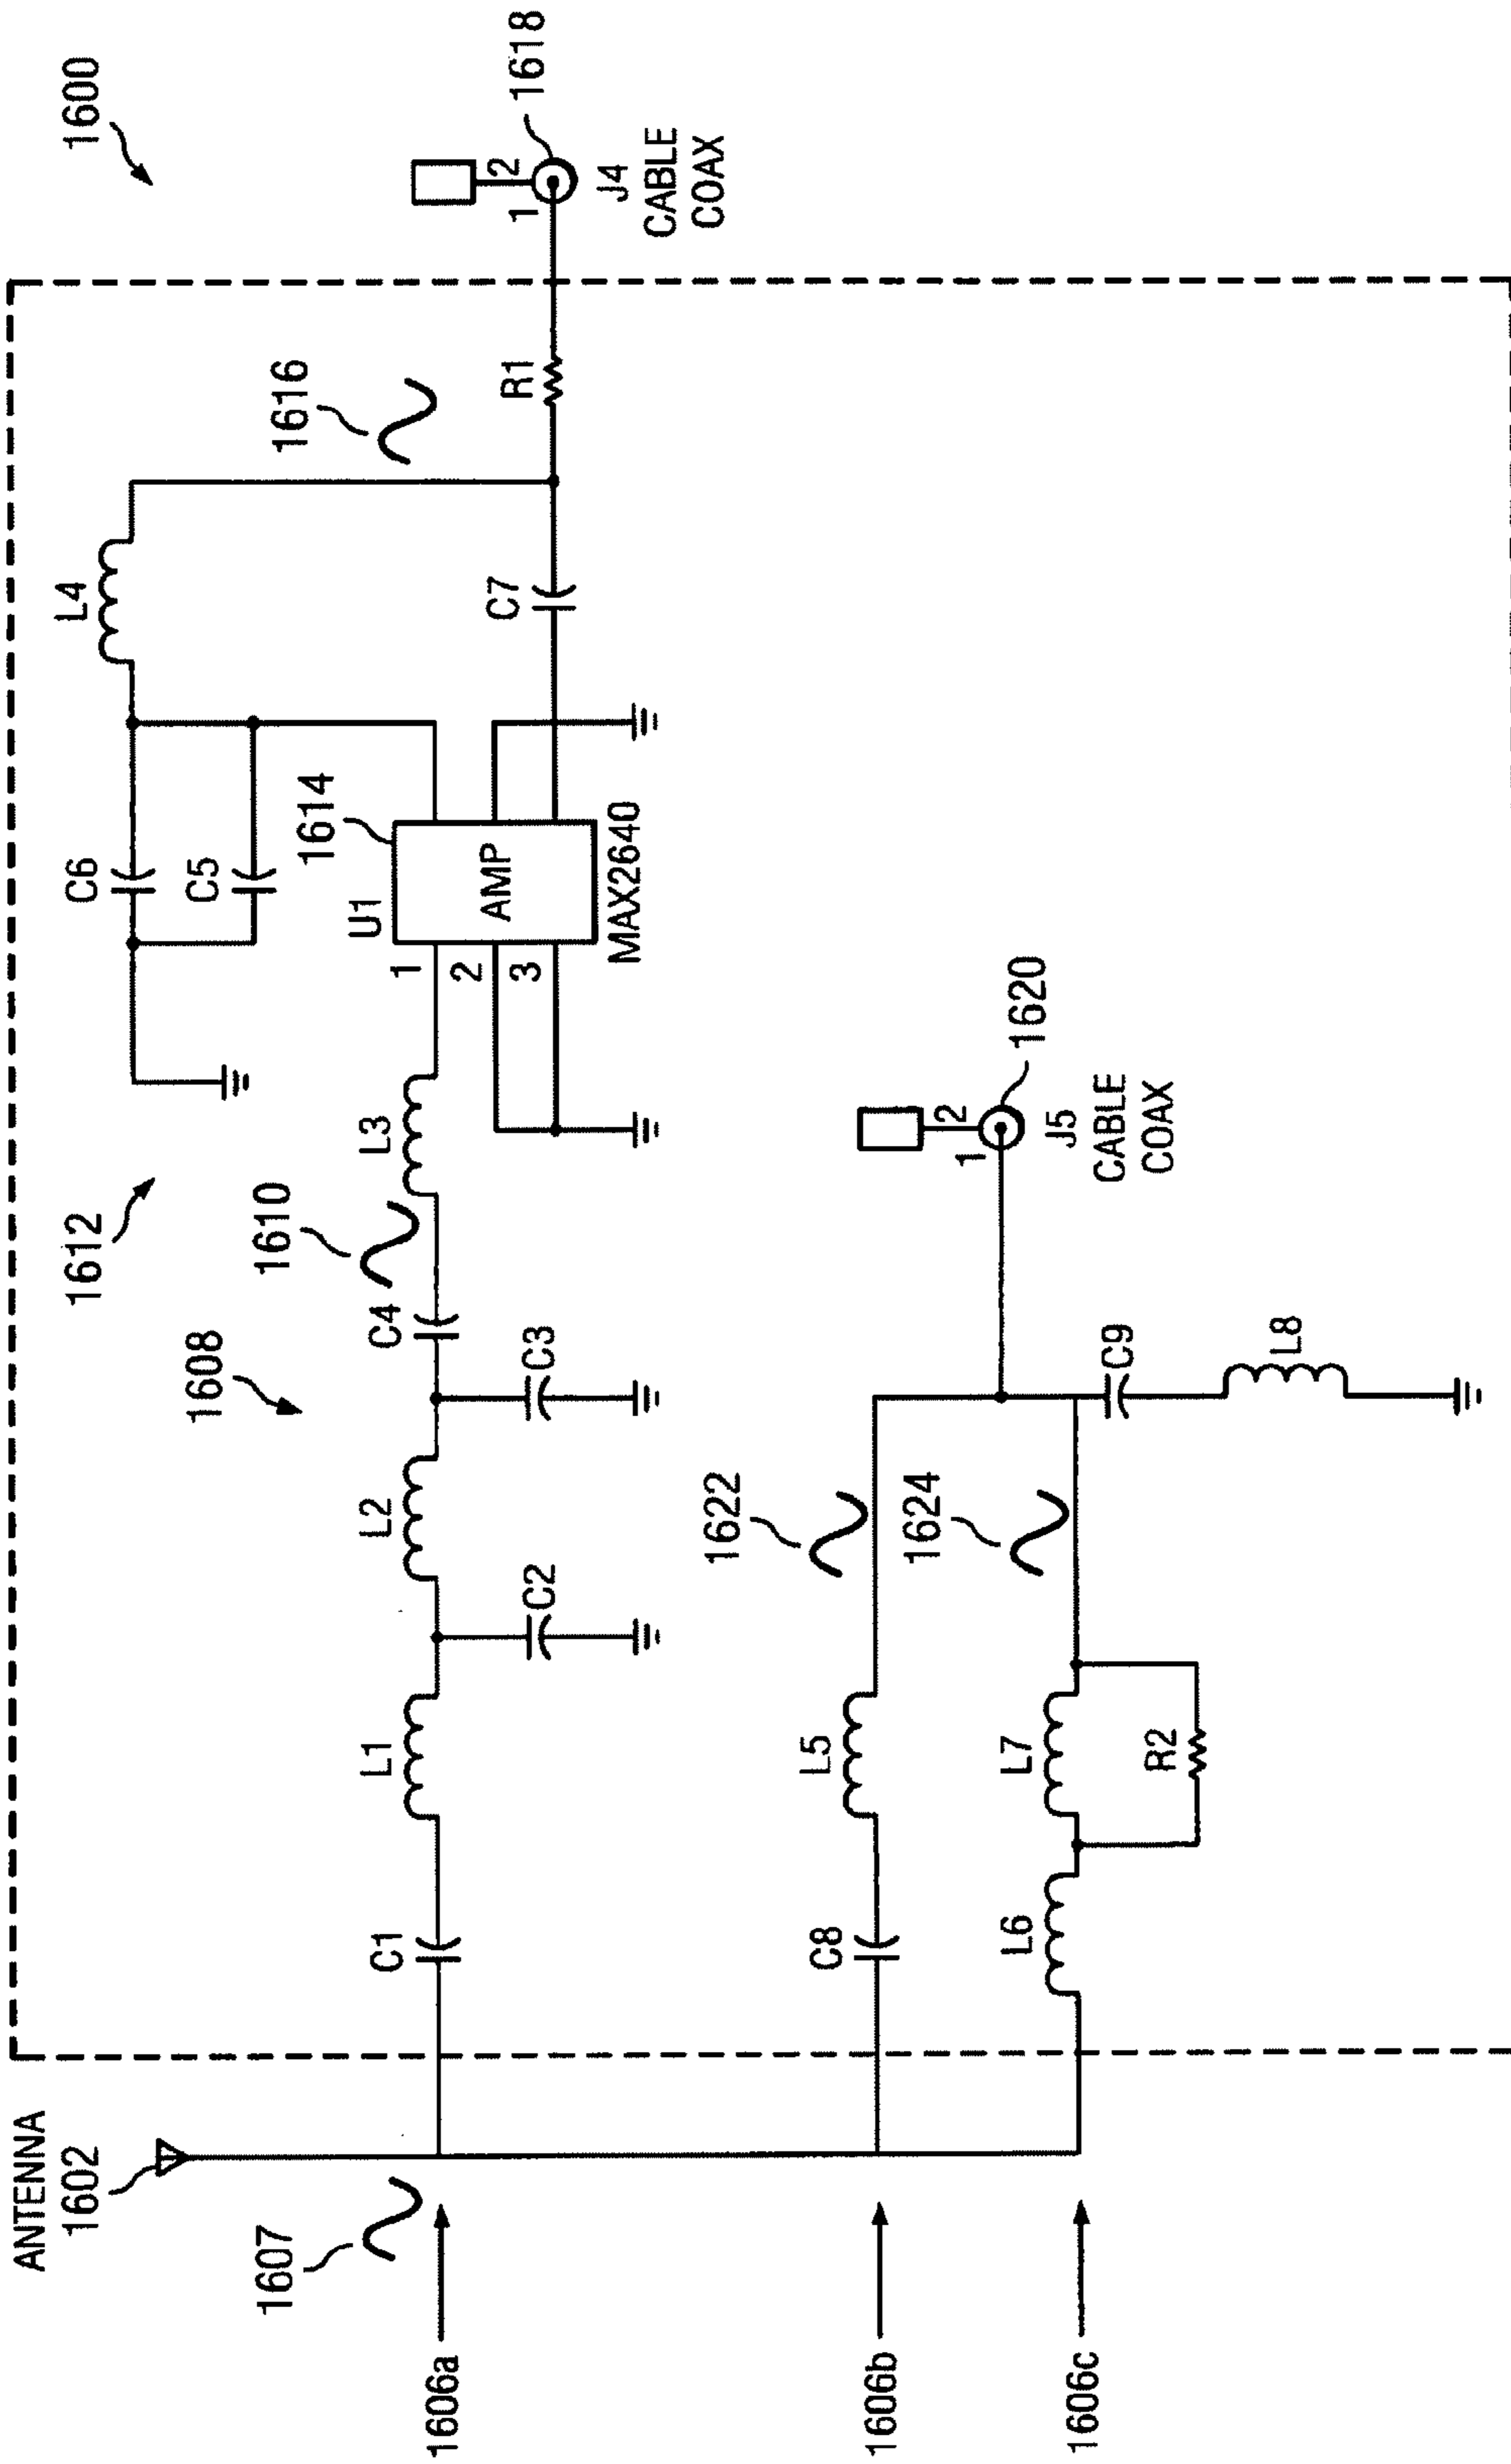 1600
ANTENNA
1602
1607
1606a
1606b
1606c
1608
1610
1612
1614
1616
1618
1620
1622
1624
C1
L1
C2
L2
C3
C4
L3
1
2
3
U1
AMP
MAX2640
C6
C5
L4
C7
R1
1
2
J4
CABLE
COAX
C8
L5
L6
L7
R2
C9
L8
1
2
J5
CABLE
COAX